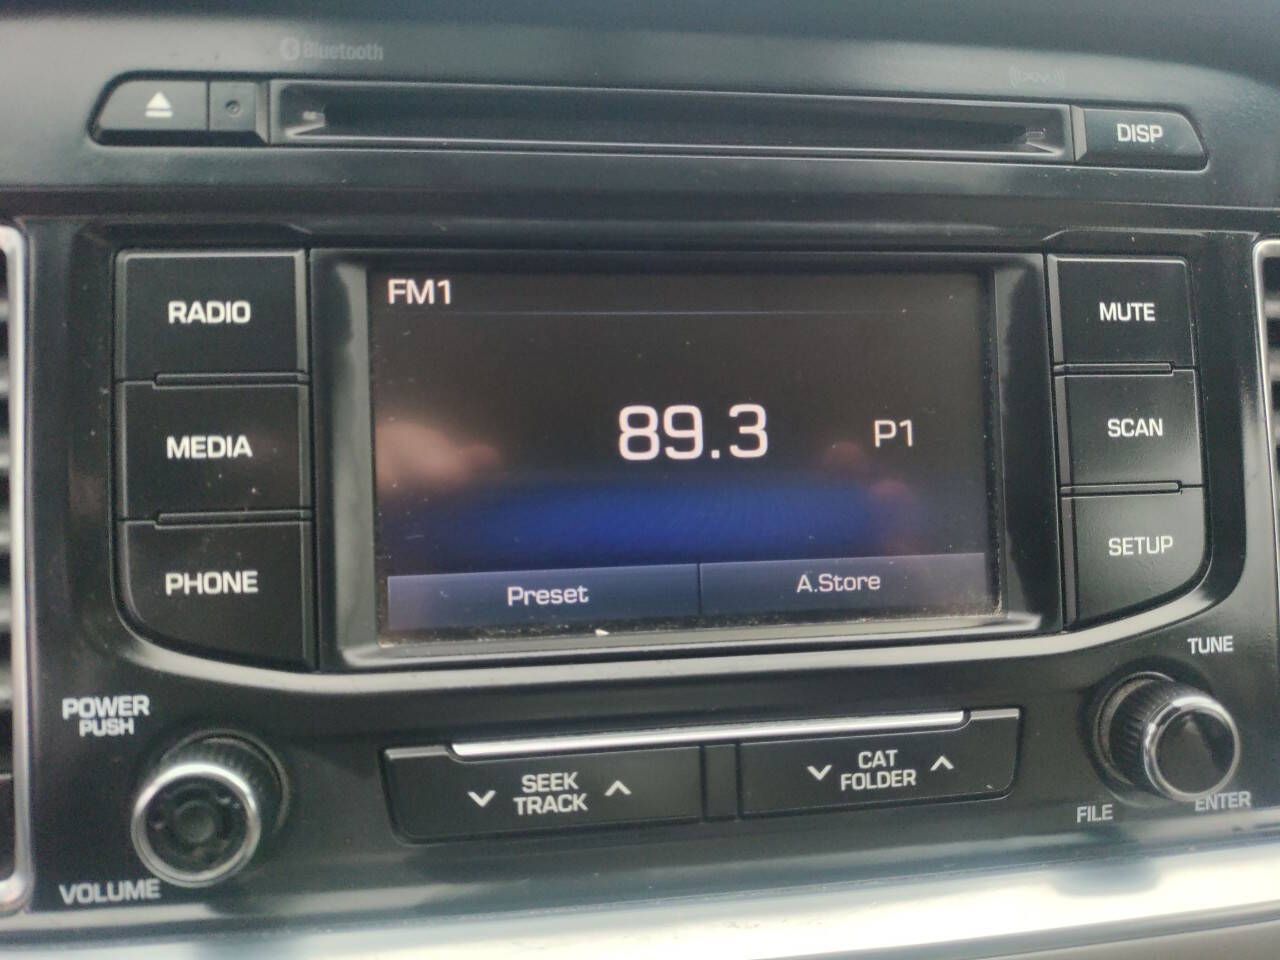 Bluetooth
DISP
RADIO
MEDIA
PHONE
FM1
89.3
P1
Preset
A.Store
MUTE
SCAN
SETUP
POWER
PUSH
VOLUME
SEEK
TRACK
CAT
FOLDER
TUNE
FILE
ENTER